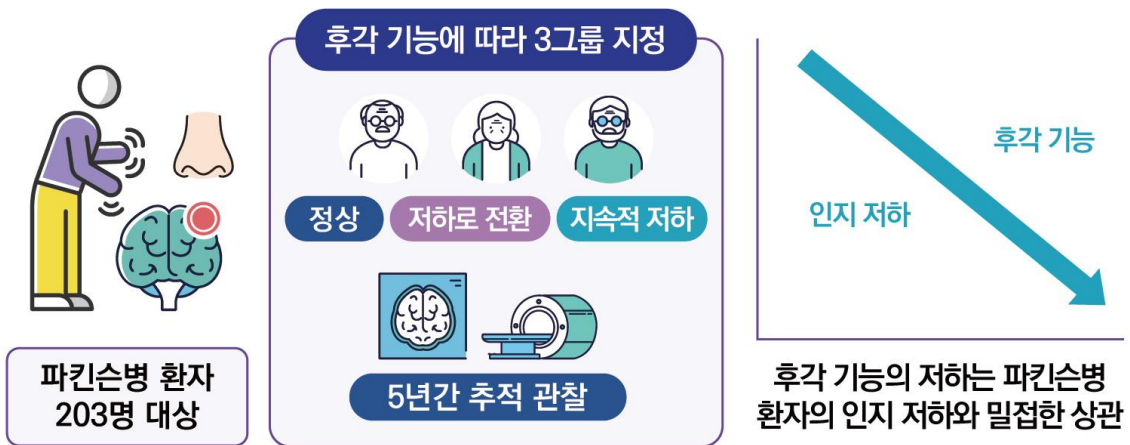 후각 기능에 따라 3그룹 지정
정상
저하로 전환
지속적 저하
5년간 추적 관찰
파킨슨병 환자
203명 대상
후각 기능
인지 저하
후각 기능의 저하는 파킨슨병
환자의 인지 저하와 밀접한 상관